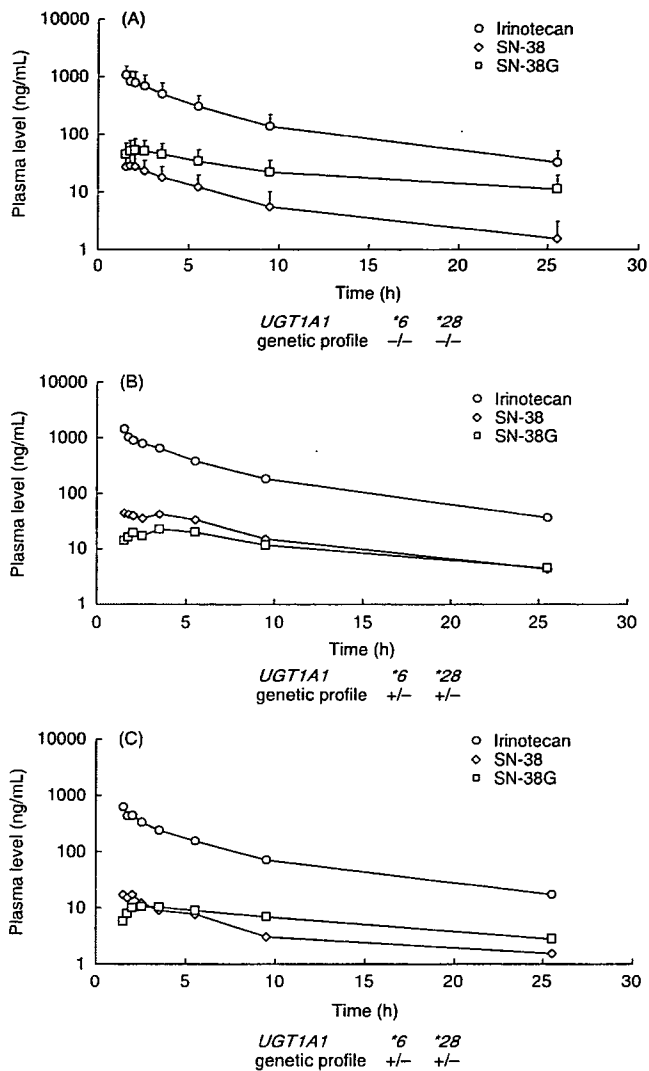 (A)
10000
1000
100
10
1
Plasma level (ng/mL)
Irinotecan
SN-38
SN-38G
0 5 10 15 20 25 30
Time (h)
UGT1A1 *6 *28
genetic profile –/– –/–
(B)
10000
1000
100
10
1
Plasma level (ng/mL)
Irinotecan
SN-38
SN-38G
0 5 10 15 20 25 30
Time (h)
UGT1A1 *6 *28
genetic profile +/– +/–
(C)
10000
1000
100
10
1
Plasma level (ng/mL)
Irinotecan
SN-38
SN-38G
0 5 10 15 20 25 30
Time (h)
UGT1A1 *6 *28
genetic profile +/– +/–